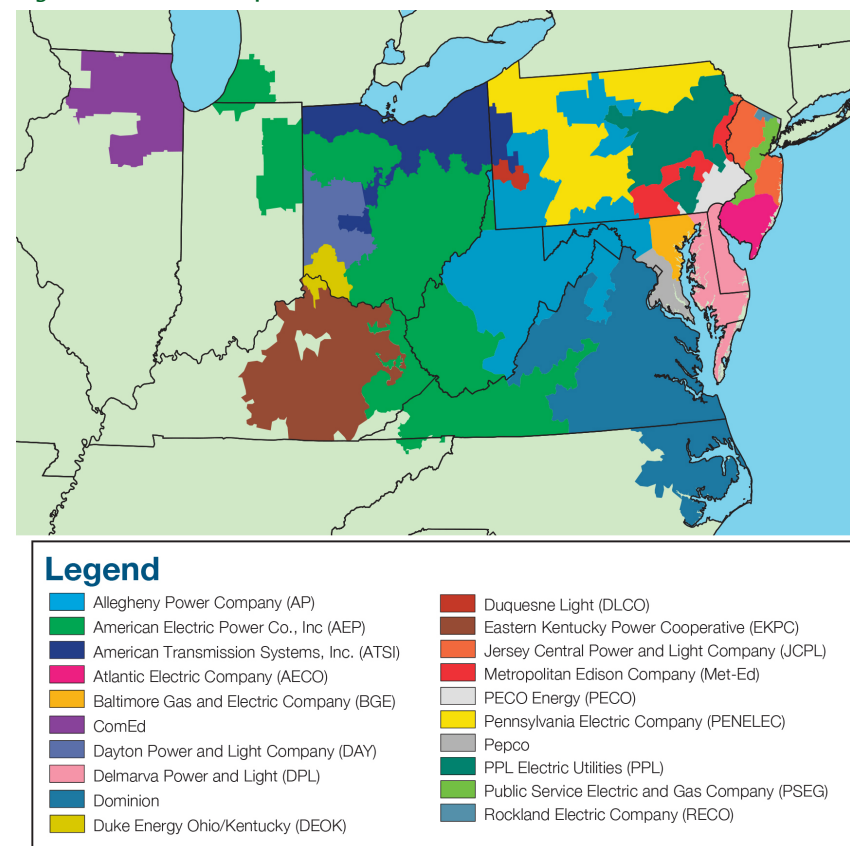 Legend
Allegheny Power Company (AP)
American Electric Power Co., Inc (AEP)
American Transmission Systems, Inc. (ATSI)
Atlantic Electric Company (AECO)
Baltimore Gas and Electric Company (BGE)
ComEd
Dayton Power and Light Company (DAY)
Delmarva Power and Light (DPL)
Dominion
Duke Energy Ohio/Kentucky (DEOK)
Duquesne Light (DLCO)
Eastern Kentucky Power Cooperative (EKPC)
Jersey Central Power and Light Company (JCPL)
Metropolitan Edison Company (Met-Ed)
PECO Energy (PECO)
Pennsylvania Electric Company (PENELEC)
Pepco
PPL Electric Utilities (PPL)
Public Service Electric and Gas Company (PSEG)
Rockland Electric Company (RECO)